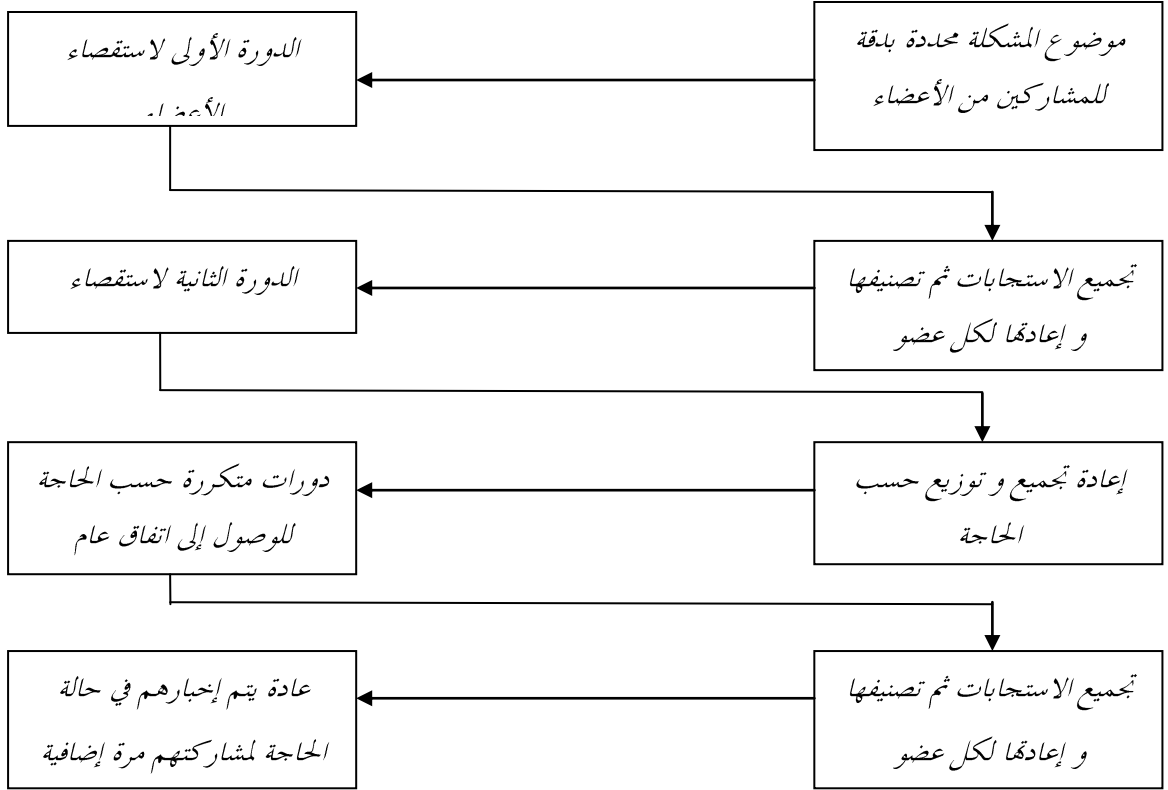 موضوع المشكلة محددة بدقة
للمشاركين من الأعضاء
الدورة الأولى لاستقصاء
الأعضاء
تجميع الاستجابات ثم تصنيفها
و إعادتها لكل عضو
الدورة الثانية لاستقصاء
إعادة تجميع و توزيع حسب
الحاجة
دورات متكررة حسب الحاجة
للوصول إلى اتفاق عام
تجميع الاستجابات ثم تصنيفها
و إعادتها لكل عضو
عادة يتم إخبارهم في حالة
الحاجة لمشاركتهم مرة إضافية